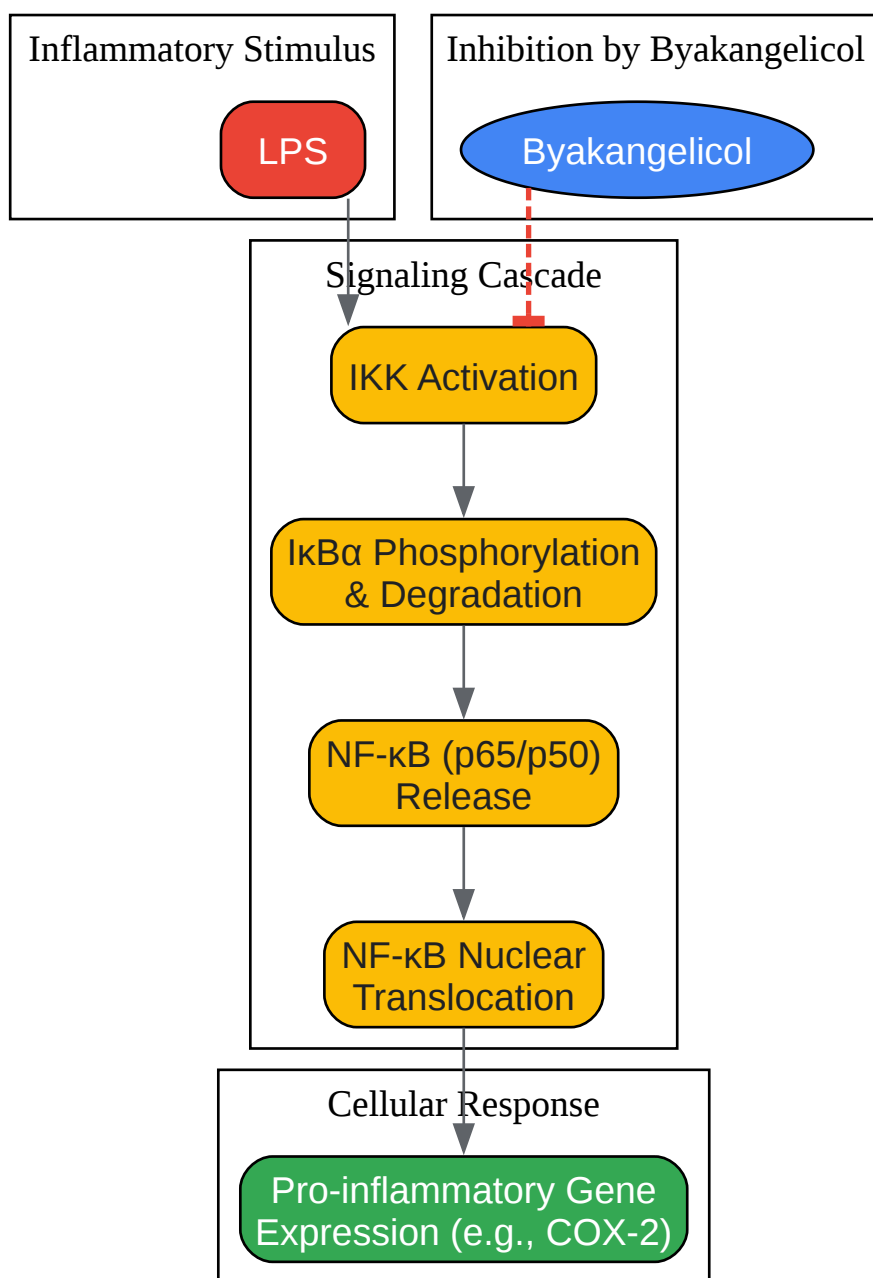 Inflammatory Stimulus
LPS
Inhibition by Byakangelicol
Byakangelicol
Signaling Cascade
IKK Activation
IκBα Phosphorylation
& Degradation
NF-κB (p65/p50)
Release
NF-κB Nuclear
Translocation
Cellular Response
Pro-inflammatory Gene
Expression (e.g., COX-2)